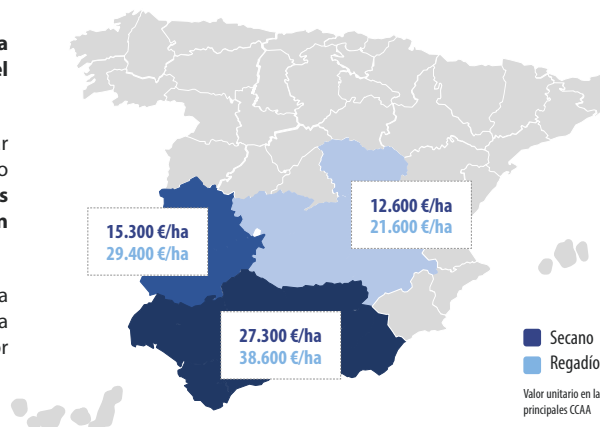 a
el
r
o
s
n
a
a
r
15.300 €/ha
29.400 €/ha
12.600 €/ha
21.600 €/ha
27.300 €/ha
38.600 €/ha
Secano
Regadío
Valor unitario en la
principales CCAA